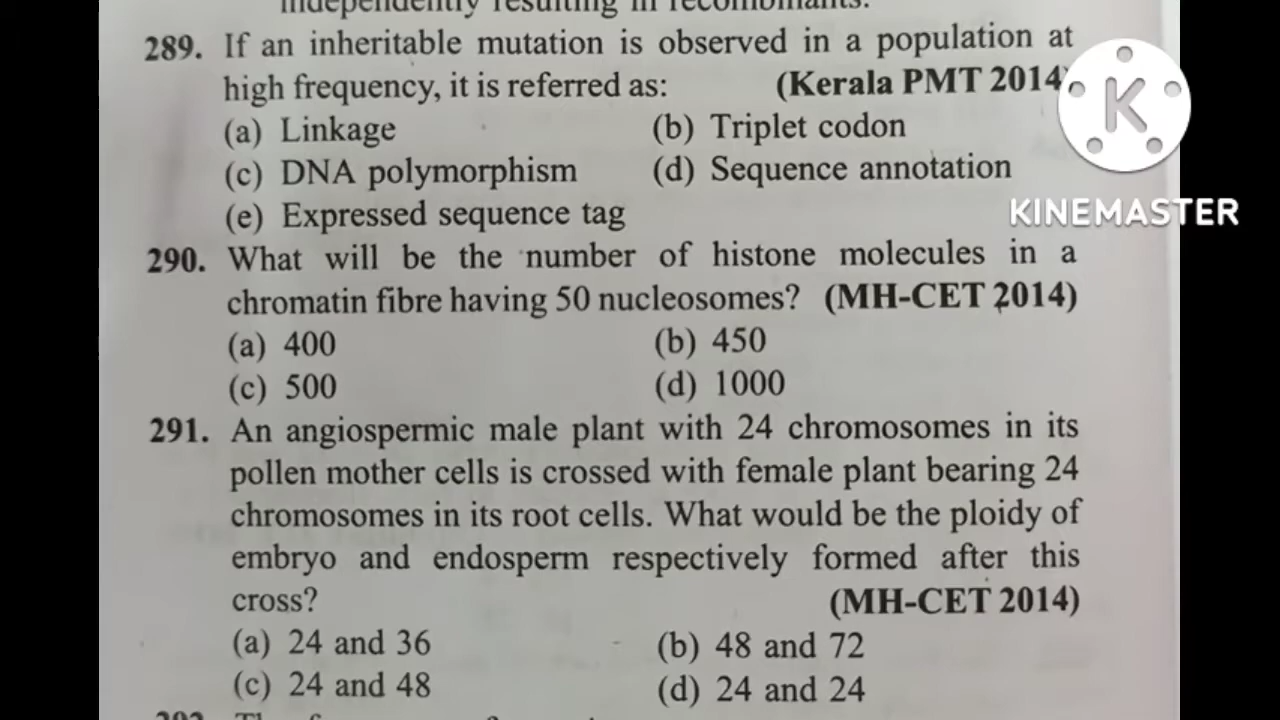 independently resulting in recombinants.
289. If an inheritable mutation is observed in a population at
high frequency, it is referred as: (Kerala PMT 2014)
(a) Linkage (b) Triplet codon
(c) DNA polymorphism (d) Sequence annotation
(e) Expressed sequence tag
K
KINEMASTER
290. What will be the number of histone molecules in a
chromatin fibre having 50 nucleosomes? (MH-CET 2014)
(a) 400 (b) 450
(c) 500 (d) 1000
291. An angiospermic male plant with 24 chromosomes in its
pollen mother cells is crossed with female plant bearing 24
chromosomes in its root cells. What would be the ploidy of
embryo and endosperm respectively formed after this
cross? (MH-CET 2014)
(a) 24 and 36 (b) 48 and 72
(c) 24 and 48 (d) 24 and 24